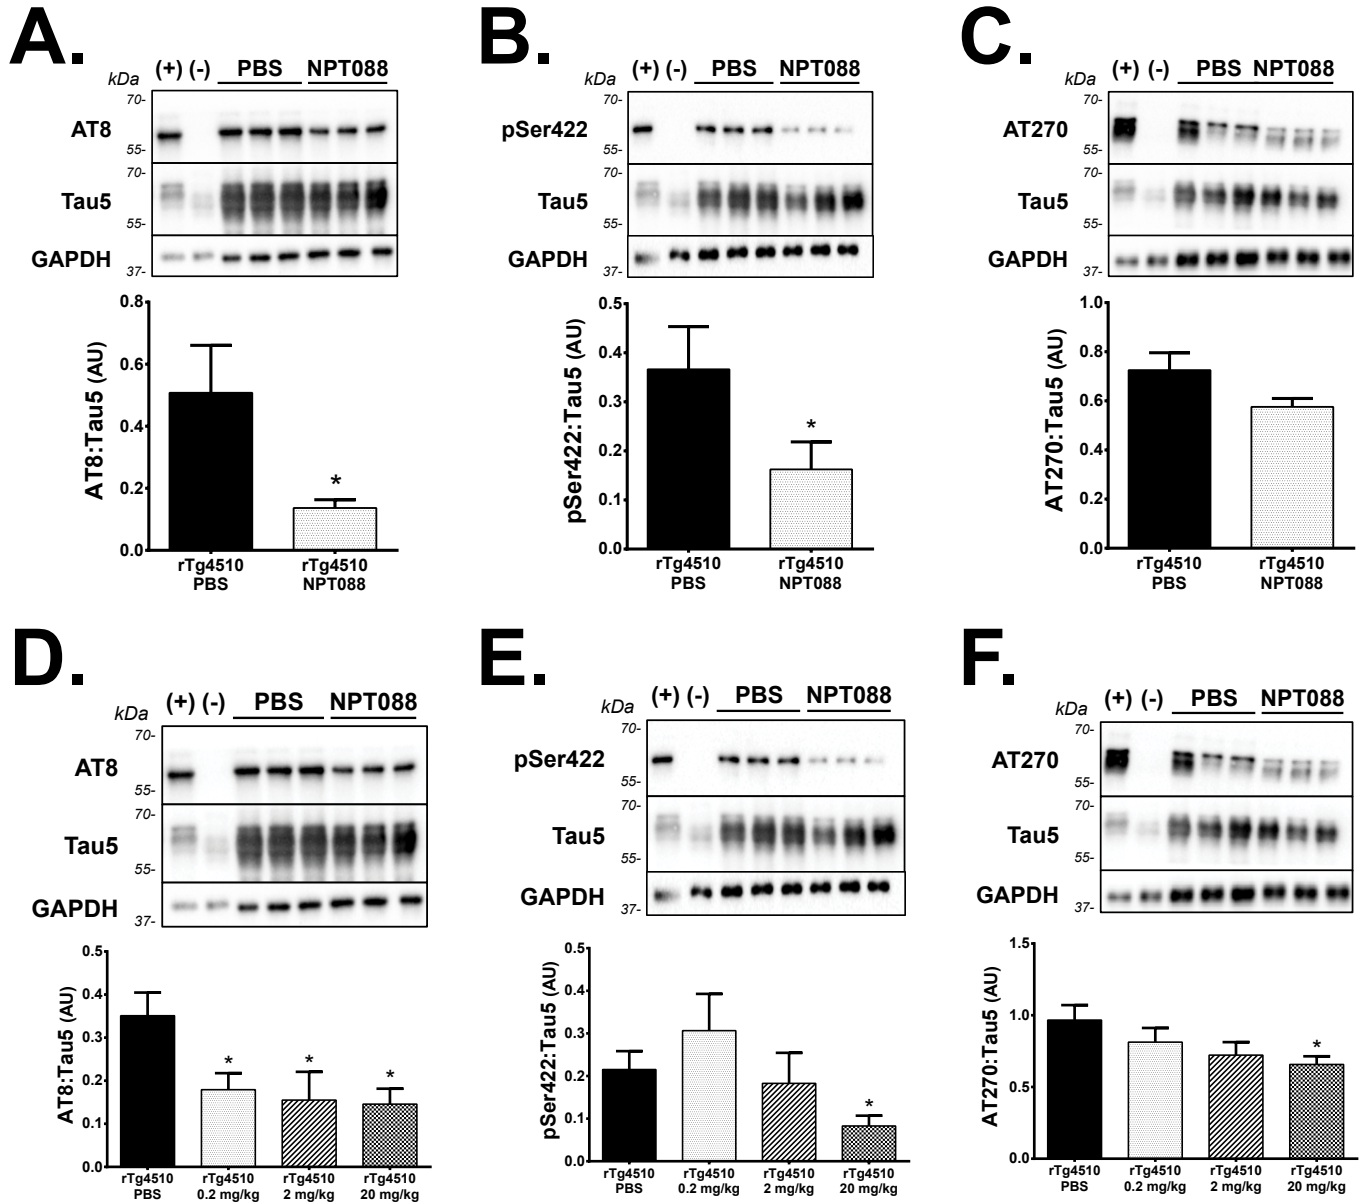 A.
kDa (+) (-) PBS NPT088
70-
AT8
55-
70-
Tau5
55-
GAPDH
37-
AT8:Tau5 (AU)
0.8
0.6
0.4
0.2
0.0
*
rTg4510 PBS
rTg4510 NPT088
B.
kDa (+) (-) PBS NPT088
70-
pSer422
55-
70-
Tau5
55-
GAPDH
37-
pSer422:Tau5 (AU)
0.5
0.4
0.3
0.2
0.1
0.0
*
rTg4510 PBS
rTg4510 NPT088
C.
kDa (+) (-) PBS NPT088
70-
AT270
55-
70-
Tau5
55-
GAPDH
37-
AT270:Tau5 (AU)
1.0
0.8
0.6
0.4
0.2
0.0
rTg4510 PBS
rTg4510 NPT088
D.
kDa (+) (-) PBS NPT088
70-
AT8
55-
70-
Tau5
55-
GAPDH
37-
AT8:Tau5 (AU)
0.5
0.4
0.3
0.2
0.1
0.0
* * *
rTg4510 PBS
rTg4510 0.2 mg/kg
rTg4510 2 mg/kg
rTg4510 20 mg/kg
E.
kDa (+) (-) PBS NPT088
70-
pSer422
55-
70-
Tau5
55-
GAPDH
37-
pSer422:Tau5 (AU)
0.5
0.4
0.3
0.2
0.1
0.0
*
rTg4510 PBS
rTg4510 0.2 mg/kg
rTg4510 2 mg/kg
rTg4510 20 mg/kg
F.
kDa (+) (-) PBS NPT088
70-
AT270
55-
70-
Tau5
55-
GAPDH
37-
AT270:Tau5 (AU)
1.5
1.0
0.5
0.0
*
rTg4510 PBS
rTg4510 0.2 mg/kg
rTg4510 2 mg/kg
rTg4510 20 mg/kg